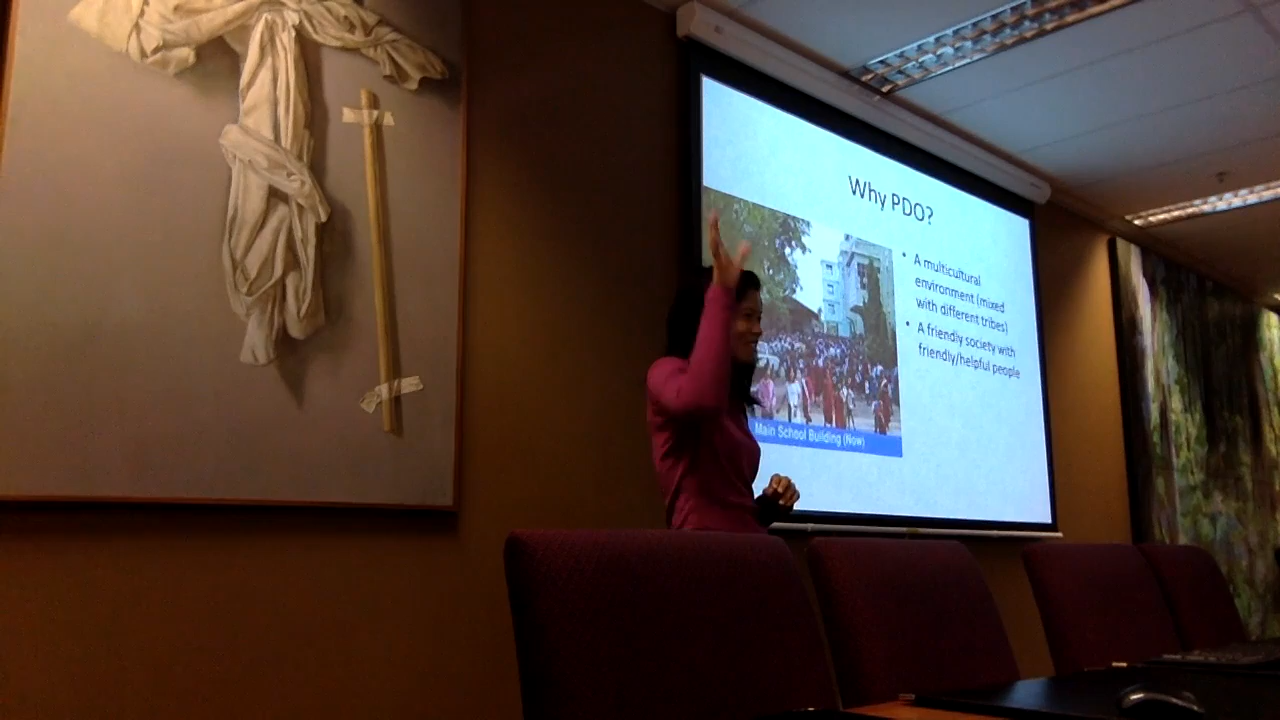 Why PDO?
• A multicultural
environment (mixed
with different tribes)
• A friendly society with
friendly/helpful people
Main School Building (Now)